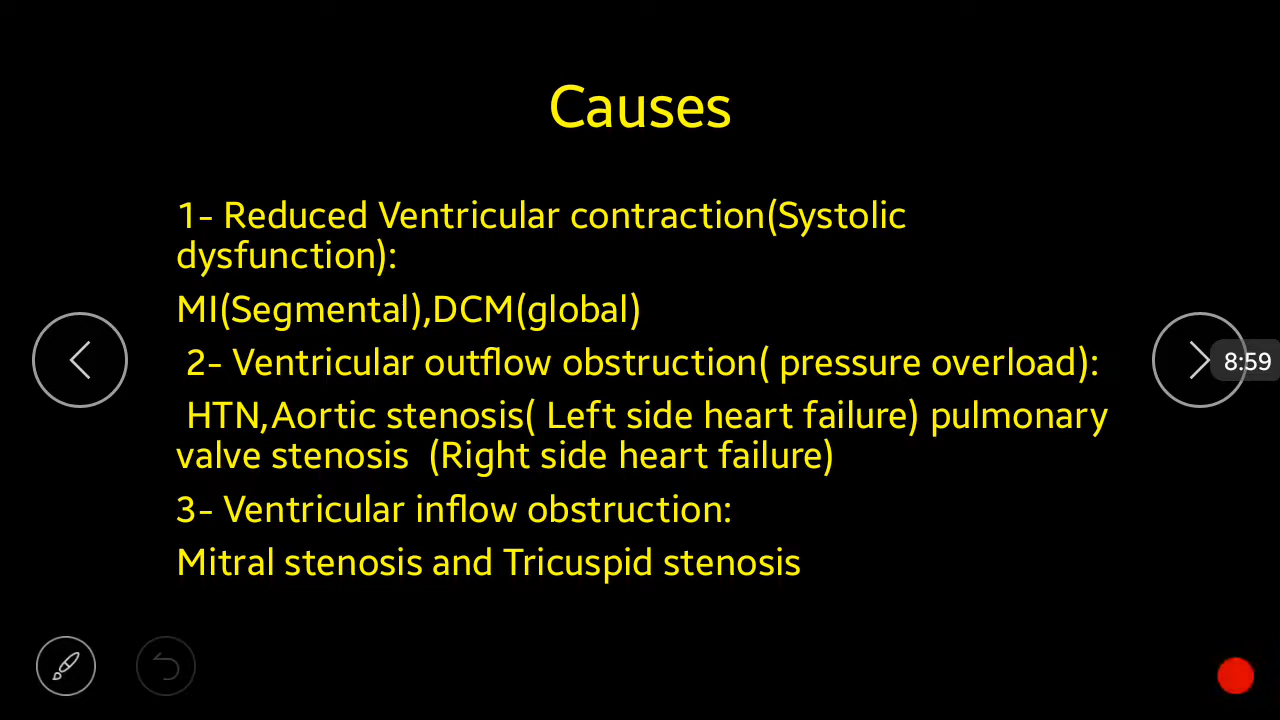 Causes
1- Reduced Ventricular contraction(Systolic
dysfunction):
MI(Segmental),DCM(global)
2- Ventricular outflow obstruction( pressure overload):
HTN,Aortic stenosis( Left side heart failure) pulmonary
valve stenosis  (Right side heart failure)
8:59
3- Ventricular inflow obstruction:
Mitral stenosis and Tricuspid stenosis